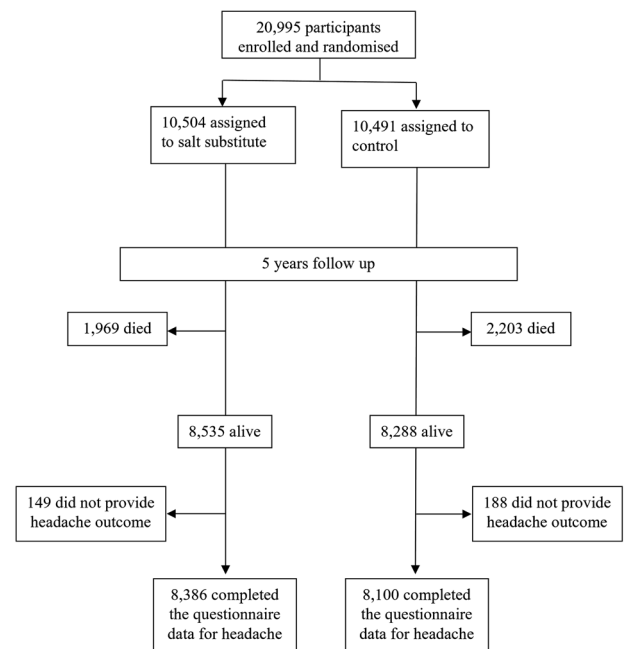 20,995 participants
enrolled and randomised
10,504 assigned
to salt substitute
10,491 assigned to
control
5 years follow up
1,969 died
2,203 died
8,535 alive
8,288 alive
149 did not provide
headache outcome
188 did not provide
headache outcome
8,386 completed
the questionnaire
data for headache
8,100 completed
the questionnaire
data for headache